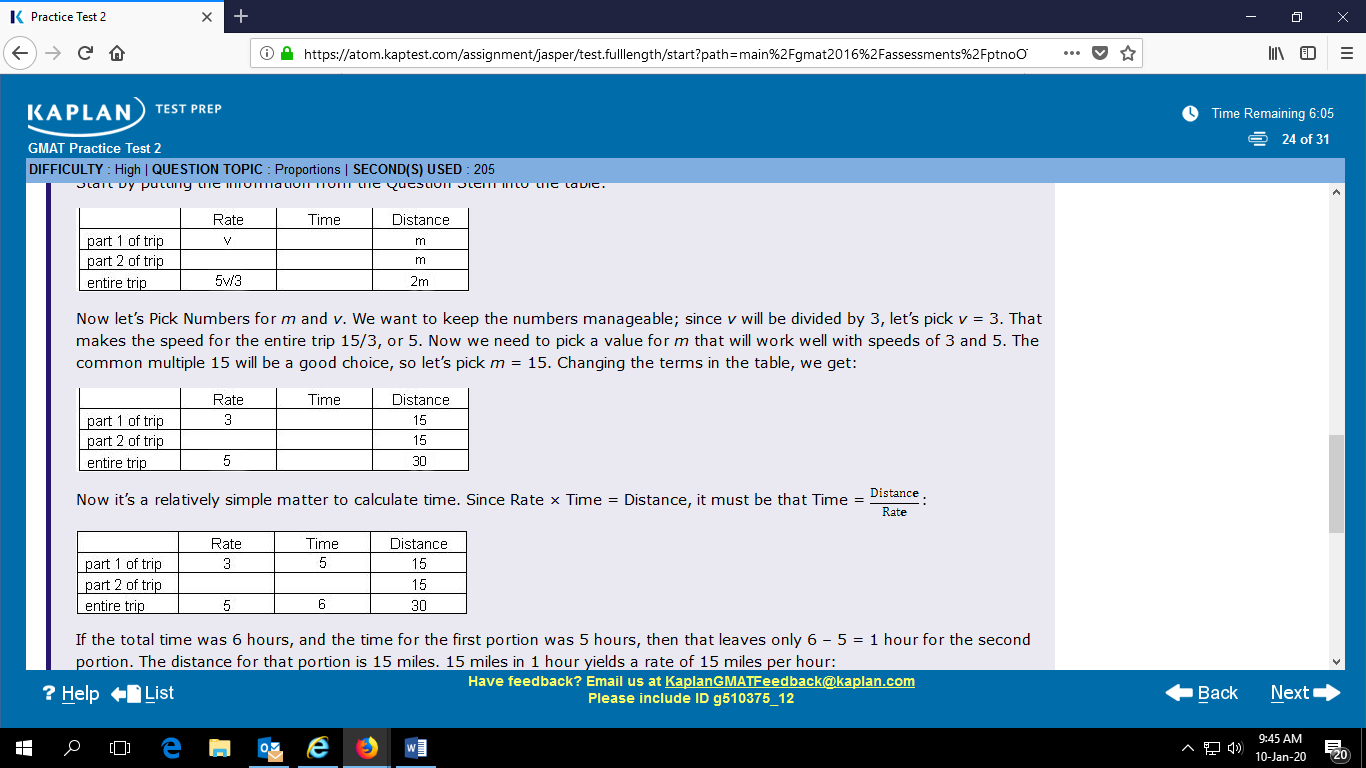 Practice Test 2
https://atom.kaptest.com/assignment/jasper/test.fulllength/start?path=main%2Fgmat2016%2Fassessments%2FptnoO
KAPLAN TEST PREP
Time Remaining 6:05
GMAT Practice Test 2
24 of 31
DIFFICULTY : High | QUESTION TOPIC : Proportions | SECOND(S) USED : 205
Start by putting the information from the Question Stem into the table:
Rate Time Distance
part 1 of trip v m
part 2 of trip m
entire trip 5v/3 2m
Now let's Pick Numbers for m and v. We want to keep the numbers manageable; since v will be divided by 3, let's pick v = 3. That
makes the speed for the entire trip 15/3, or 5. Now we need to pick a value for m that will work well with speeds of 3 and 5. The
common multiple 15 will be a good choice, so let's pick m = 15. Changing the terms in the table, we get:
Rate Time Distance
part 1 of trip 3 15
part 2 of trip 15
entire trip 5 30
Now it's a relatively simple matter to calculate time. Since Rate × Time = Distance, it must be that Time = Distance/Rate:
Rate Time Distance
part 1 of trip 3 5 15
part 2 of trip 15
entire trip 5 6 30
If the total time was 6 hours, and the time for the first portion was 5 hours, then that leaves only 6 – 5 = 1 hour for the second
portion. The distance for that portion is 15 miles. 15 miles in 1 hour yields a rate of 15 miles per hour:
? Help List
Have feedback? Email us at KaplanGMATFeedback@kaplan.com
Please include ID g510375_12
Back Next
9:45 AM
10-Jan-20
20